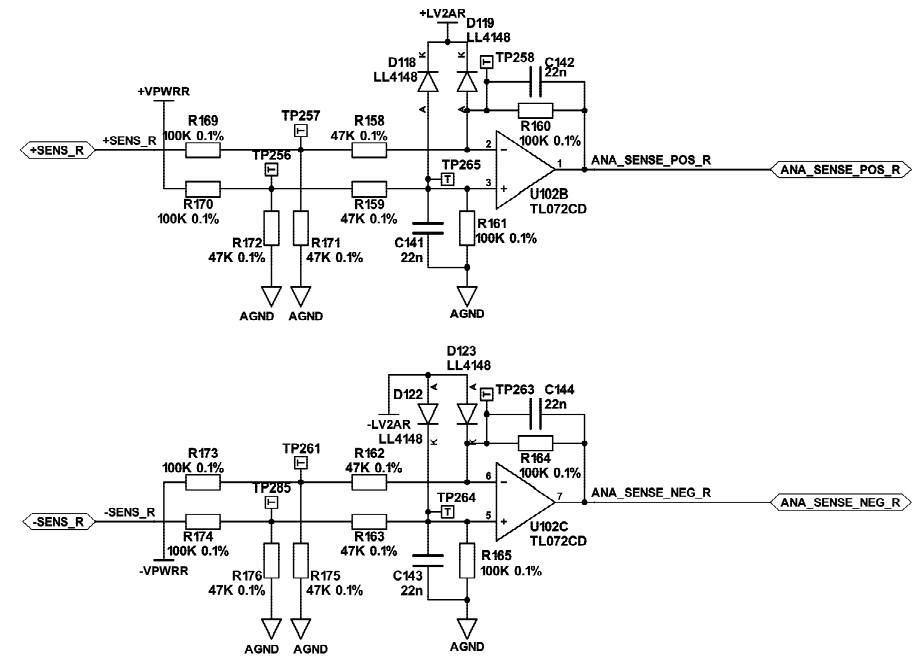 +LV2AR
D119
LL4148
D118
LL4148
K
K
TP258
C142
22n
+VPWRR
A
A
R169
100K 0.1%
TP257
R158
47K 0.1%
R160
100K 0.1%
+SENS_R
+SENS_R
TP256
2
1
ANA_SENSE_POS_R
ANA_SENSE_POS_R
TP265
3
U102B
TL072CD
R170
100K 0.1%
R159
47K 0.1%
R161
100K 0.1%
R172
47K 0.1%
R171
47K 0.1%
C141
22n
AGND
AGND
AGND
D123
LL4148
A
A
D122
-LV2AR
LL4148
K
K
TP263
C144
22n
R173
100K 0.1%
TP261
R162
47K 0.1%
R164
100K 0.1%
TP285
6
7
ANA_SENSE_NEG_R
ANA_SENSE_NEG_R
TP264
-SENS_R
-SENS_R
5
U102C
TL072CD
R174
100K 0.1%
R163
47K 0.1%
-VPWRR
R165
100K 0.1%
R176
47K 0.1%
R175
47K 0.1%
C143
22n
AGND
AGND
AGND